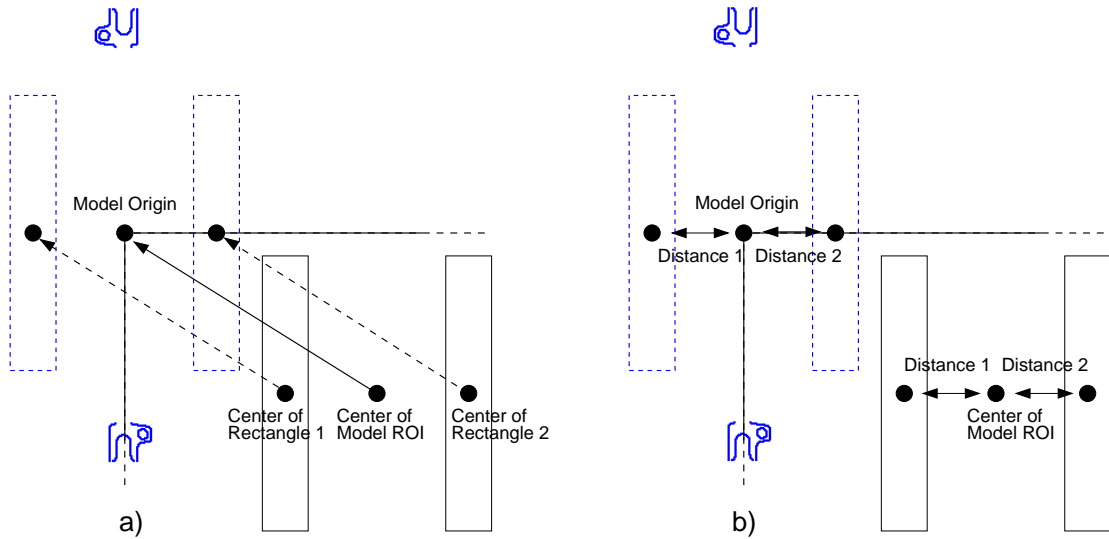 Model Origin
Center of
Rectangle 1
Center of
Model ROI
Center of
Rectangle 2
a)
Model Origin
Distance 1
Distance 2
Distance 1
Distance 2
Center of
Model ROI
b)